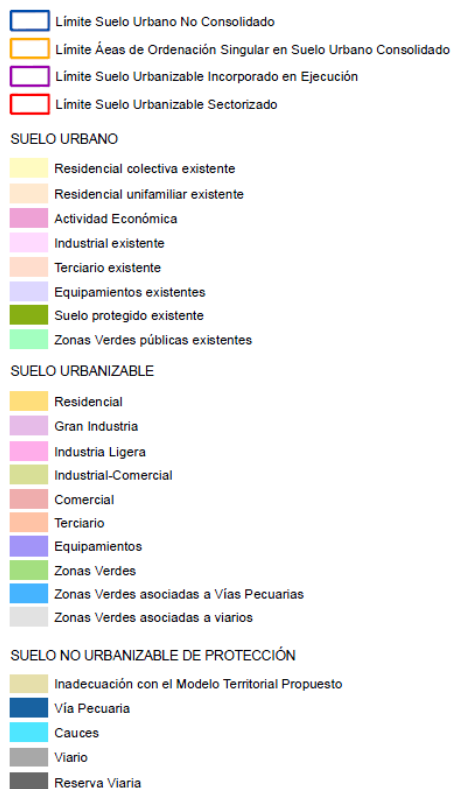 Límite Suelo Urbano No Consolidado
Límite Áeas de Ordenación Singular en Suelo Urbano Consolidado
Límite Suelo Urbanizable Incorporado en Ejecución
Límite Suelo Urbanizable Sectorizado
SUELO URBANO
Residencial colectiva existente
Residencial unifamiliar existente
Actividad Económica
Industrial existente
Terciario existente
Equipamientos existentes
Suelo protegido existente
Zonas Verdes públicas existentes
SUELO URBANIZABLE
Residencial
Gran Industria
Industria Ligera
Industrial-Comercial
Comercial
Terciario
Equipamientos
Zonas Verdes
Zonas Verdes asociadas a Vías Pecuarias
Zonas Verdes asociadas a viarios
SUELO NO URBANIZABLE DE PROTECCIÓN
Inadecuación con el Modelo Territorial Propuesto
Vía Pecuaria
Cauces
Viario
Reserva Viaria